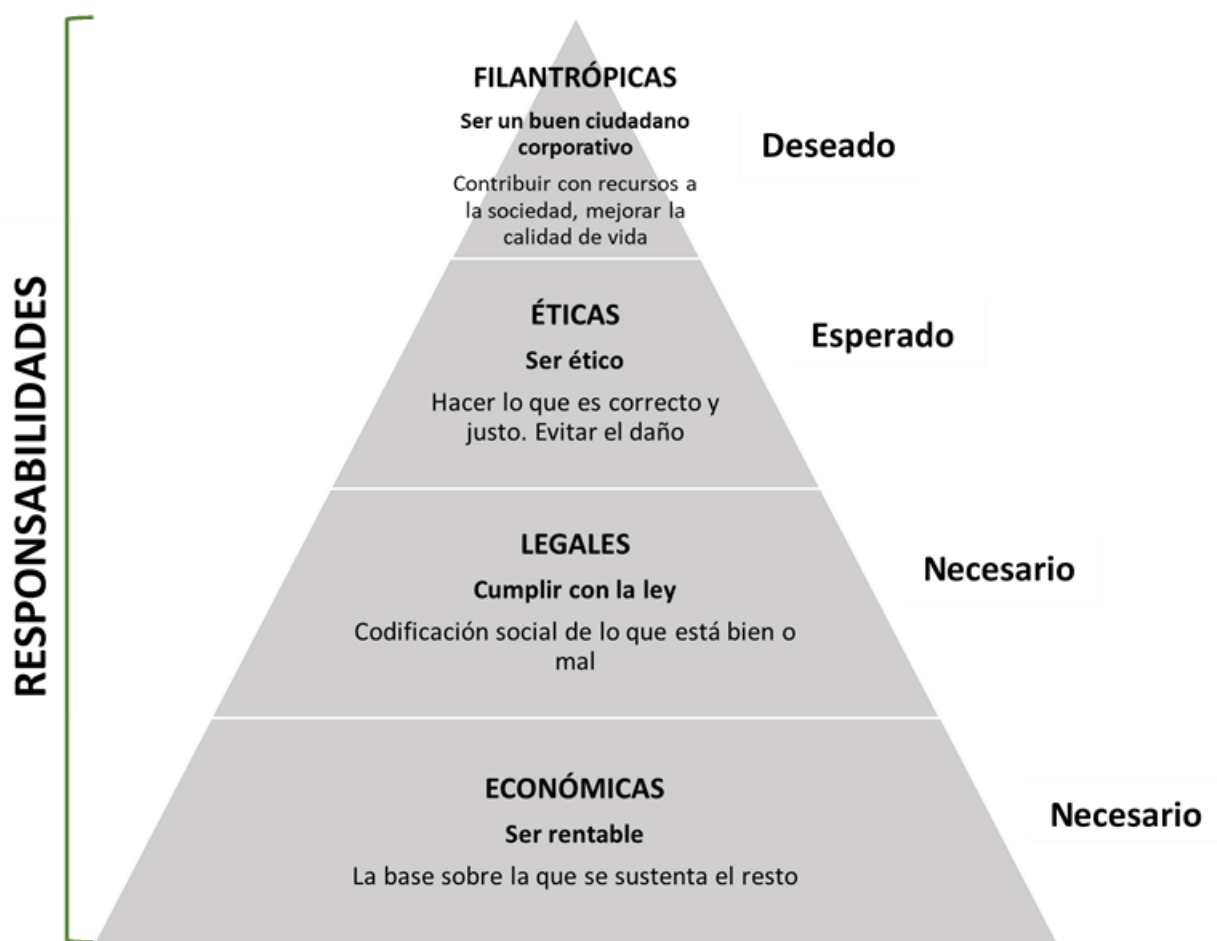 RESPONSABILIDADES
FILANTRÓPICAS
Ser un buen ciudadano
corporativo
Contribuir con recursos a
la sociedad, mejorar la
calidad de vida
Deseado
ÉTICAS
Ser ético
Hacer lo que es correcto y
justo. Evitar el daño
Esperado
LEGALES
Cumplir con la ley
Codificación social de lo que está bien o
mal
Necesario
ECONÓMICAS
Ser rentable
La base sobre la que se sustenta el resto
Necesario